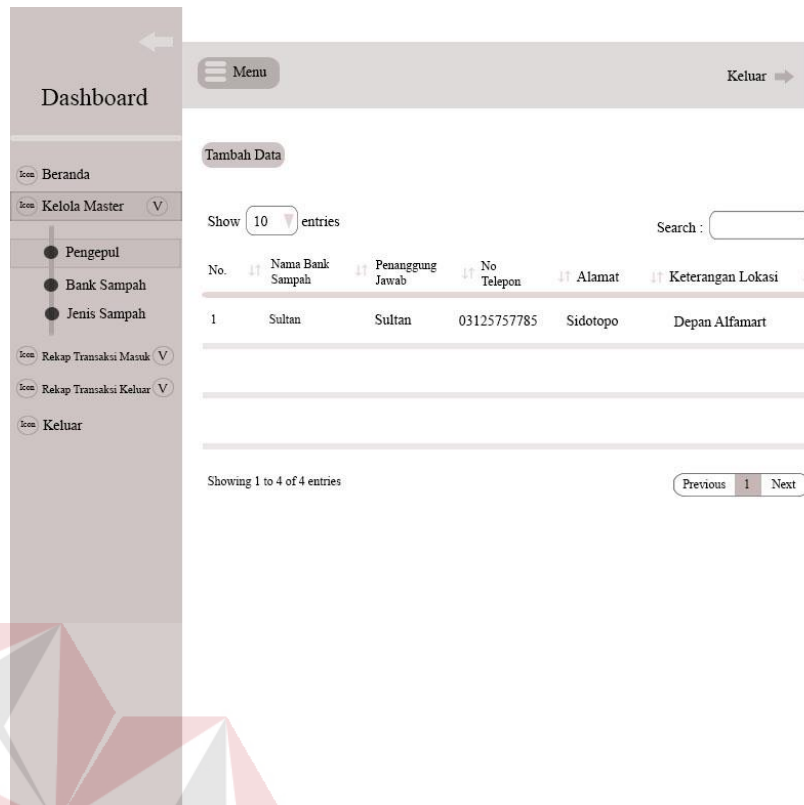 Dashboard
Icon Beranda
Icon Kelola Master V
Pengepul
Bank Sampah
Jenis Sampah
Icon Rekap Transaksi Masuk V
Icon Rekap Transaksi Keluar V
Icon Keluar
Menu
Keluar
Tambah Data
Show 10 entries
Search :
No.
Nama Bank
Sampah
Penanggung
Jawab
No
Telepon
Alamat
Keterangan Lokasi
1 Sultan Sultan 03125757785 Sidotopo Depan Alfamart
Showing 1 to 4 of 4 entries
Previous 1 Next